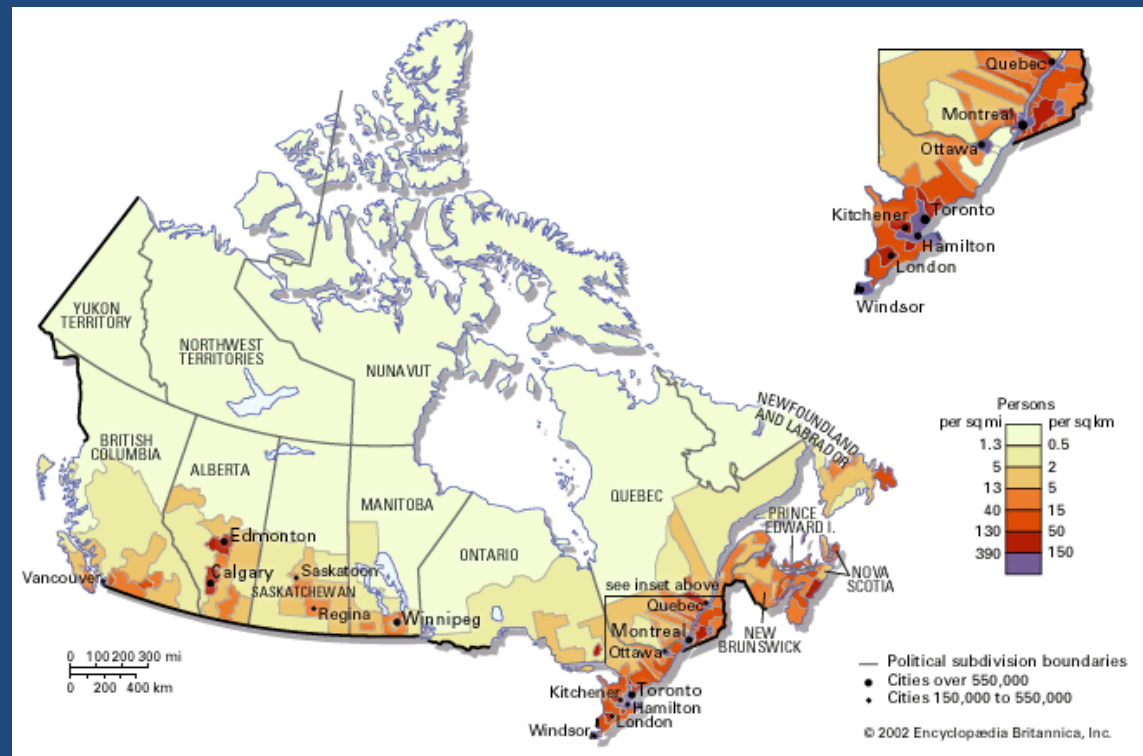 YUKON
TERRITORY
NORTHWEST
TERRITORIES
NUNAVUT
BRITISH
COLUMBIA
ALBERTA
MANITOBA
ONTARIO
QUEBEC
NEWFOUNDLAND
AND LABRADOR
PRINCE
EDWARD I.
NOVA
SCOTIA
NEW
BRUNSWICK
Edmonton
Calgary
Vancouver
Saskatoon
SASKATCHEWAN
Regina
Winnipeg
see inset above
Quebec
Montreal
Ottawa
Kitchener
Toronto
Hamilton
London
Windsor
0 100 200 300 mi
0 200 400 km
Quebec
Montreal
Ottawa
Kitchener
Toronto
Hamilton
London
Windsor
Persons
per sq mi per sq km
1.3 0.5
5 2
13 5
40 15
130 50
390 150
Political subdivision boundaries
Cities over 550,000
Cities 150,000 to 550,000
© 2002 Encyclopædia Britannica, Inc.